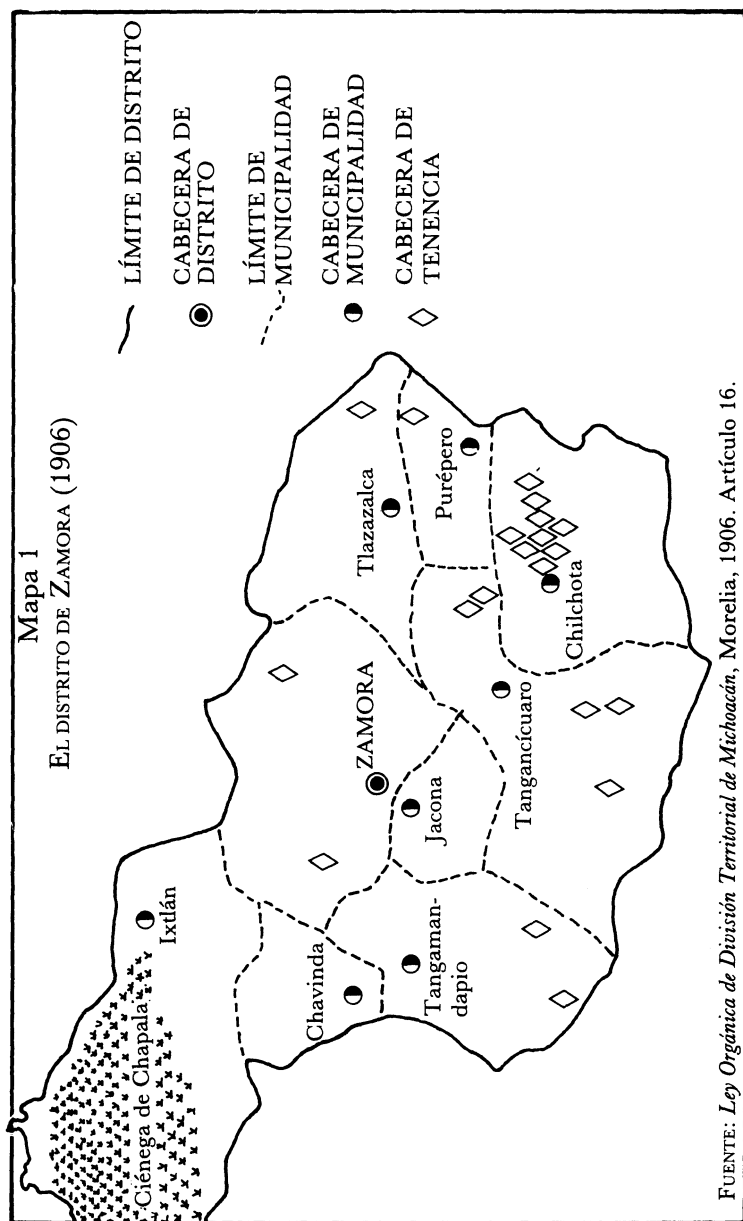 Mapa 1
EL DISTRITO DE ZAMORA (1906)
LÍMITE DE DISTRITO
CABECERA DE
DISTRITO
LÍMITE DE
MUNICIPALIDAD
CABECERA DE
MUNICIPALIDAD
CABECERA DE
TENENCIA
Ciénega de Chapala
Ixtlán
Chavinda
Tangaman-
dapio
ZAMORA
Jacona
Tlazazalca
Purépero
Tangancícuaro
Chilchota
FUENTE: Ley Orgánica de División Territorial de Michoacán, Morelia, 1906. Artículo 16.